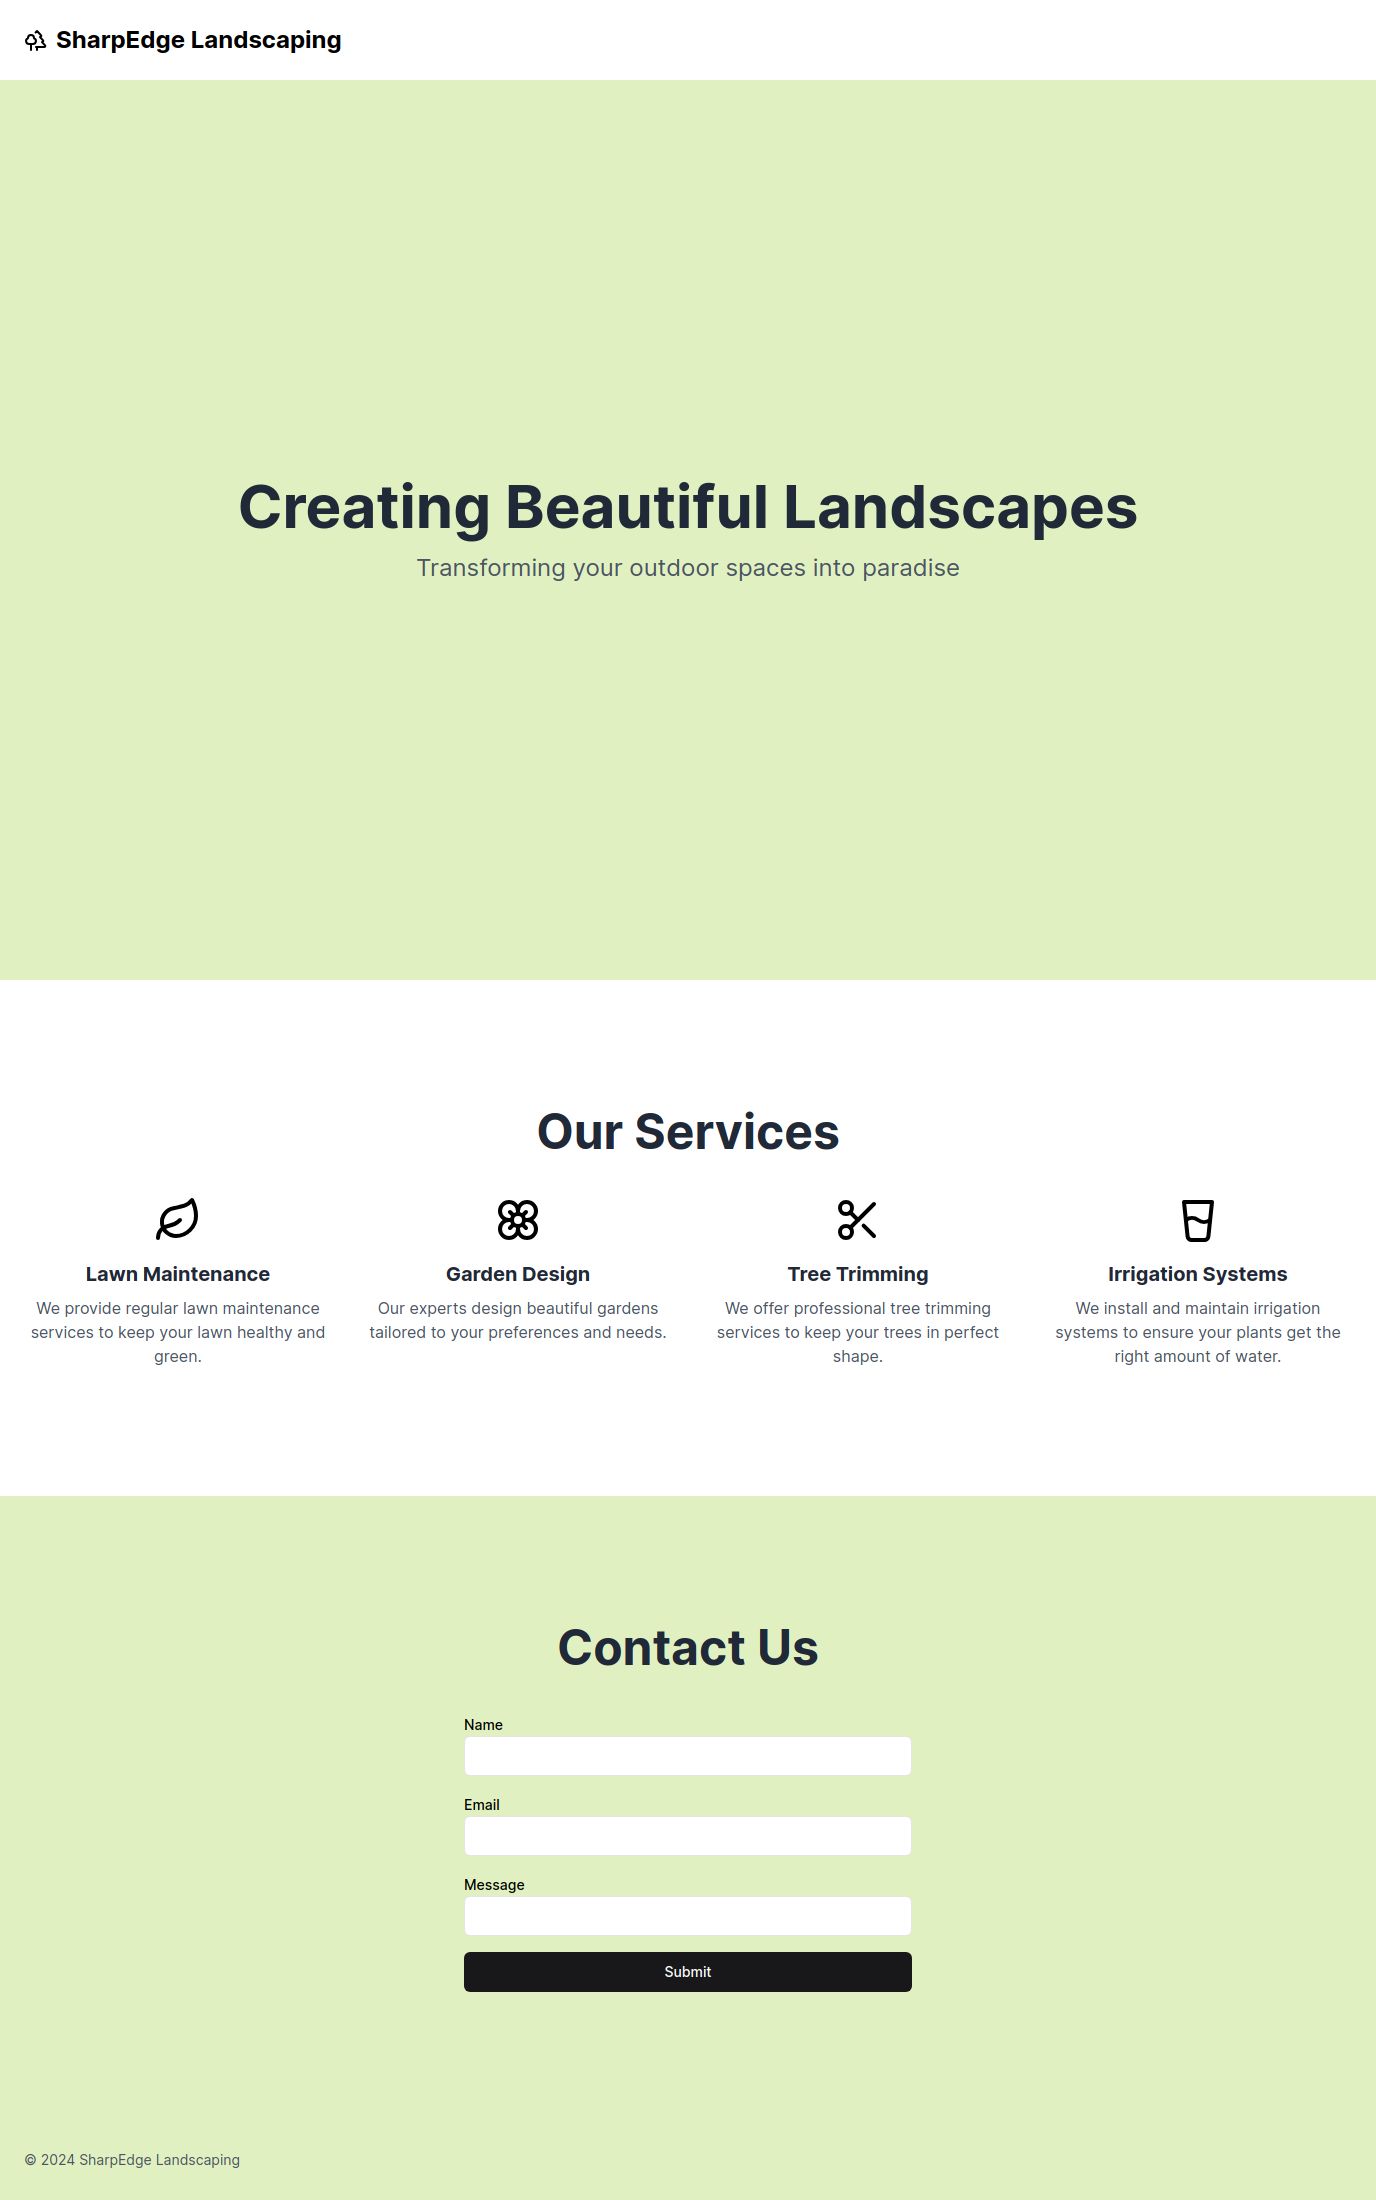 SharpEdge Landscaping
Creating Beautiful Landscapes
Transforming your outdoor spaces into paradise
Our Services
Lawn Maintenance
We provide regular lawn maintenance
services to keep your lawn healthy and
green.
Garden Design
Our experts design beautiful gardens
tailored to your preferences and needs.
Tree Trimming
We offer professional tree trimming
services to keep your trees in perfect
shape.
Irrigation Systems
We install and maintain irrigation
systems to ensure your plants get the
right amount of water.
Contact Us
Name
Email
Message
Submit
© 2024 SharpEdge Landscaping